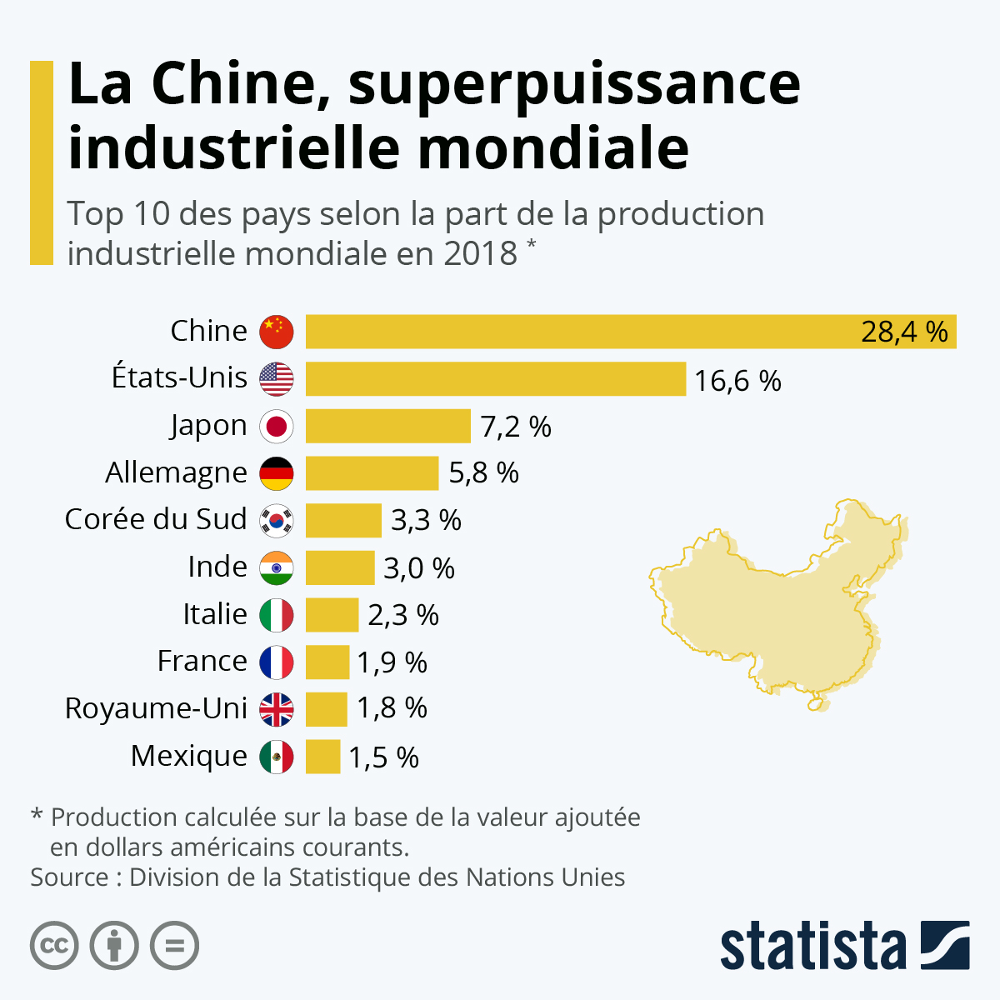 La Chine, superpuissance
industrielle mondiale
Top 10 des pays selon la part de la production
industrielle mondiale en 2018 *
Chine 28,4 %
États-Unis 16,6 %
Japon 7,2 %
Allemagne 5,8 %
Corée du Sud 3,3 %
Inde 3,0 %
Italie 2,3 %
France 1,9 %
Royaume-Uni 1,8 %
Mexique 1,5 %
* Production calculée sur la base de la valeur ajoutée
en dollars américains courants.
Source : Division de la Statistique des Nations Unies
cc statista